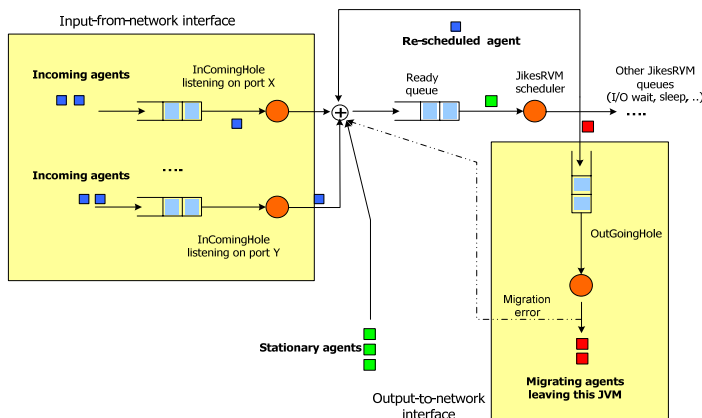 Input-from-network interface
Re-scheduled agent
Incoming agents
InComingHole
listening on port X
Ready
queue
JikesRVM
scheduler
Other JikesRVM
queues
(I/O wait, sleep, ..)
....
....
Incoming agents
InComingHole
listening on port Y
OutGoingHole
Migration
error
Stationary agents
Migrating agents
leaving this JVM
Output-to-network
interface